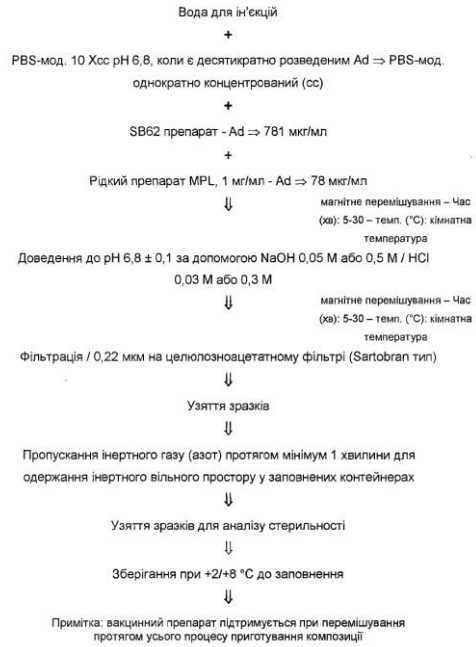 Вода для ін'єкцій
+
PBS-мод. 10 Xcc pH 6,8, коли є десятикратно розведеним Ad ⇒ PBS-мод.
однократно концентрований (сс)
+
SB62 препарат - Ad ⇒ 781 мкг/мл
+
Рідкий препарат MPL, 1 мг/мл - Ad ⇒ 78 мкг/мл
⇓
магнітне перемішування – Час
(хв): 5-30 – темп. (°C): кімнатна
температура
Доведення до pH 6,8 ± 0,1 за допомогою NaOH 0,05 M або 0,5 M / HCl
0,03 M або 0,3 M
⇓
магнітне перемішування – Час
(хв): 5-30 – темп. (°C): кімнатна
температура
Фільтрація / 0,22 мкм на целюлозноацетатному фільтрі (Sartobran тип)
⇓
Узяття зразків
⇓
Пропускання інертного газу (азот) протягом мінімум 1 хвилини для
одержання інертного вільного простору у заповнених контейнерах
⇓
Узяття зразків для аналізу стерильності
⇓
Зберігання при +2/+8 °C до заповнення
⇓
Примітка: вакцинний препарат підтримується при перемішування
протягом усього процесу приготування композиції